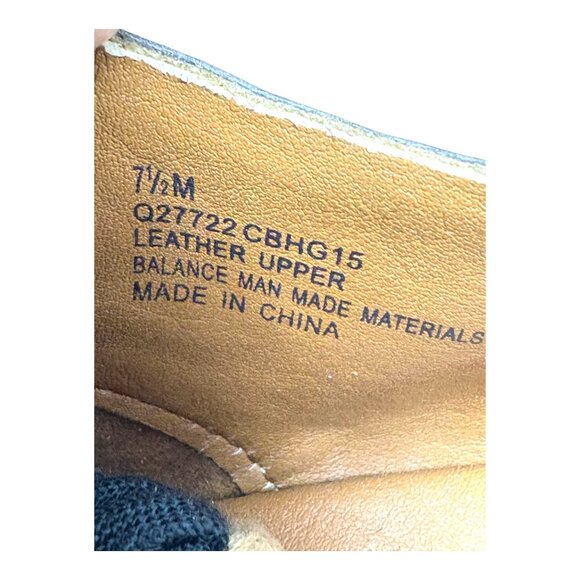 7½M
Q27722 CBHG15
LEATHER UPPER
BALANCE MAN MADE MATERIALS
MADE IN CHINA